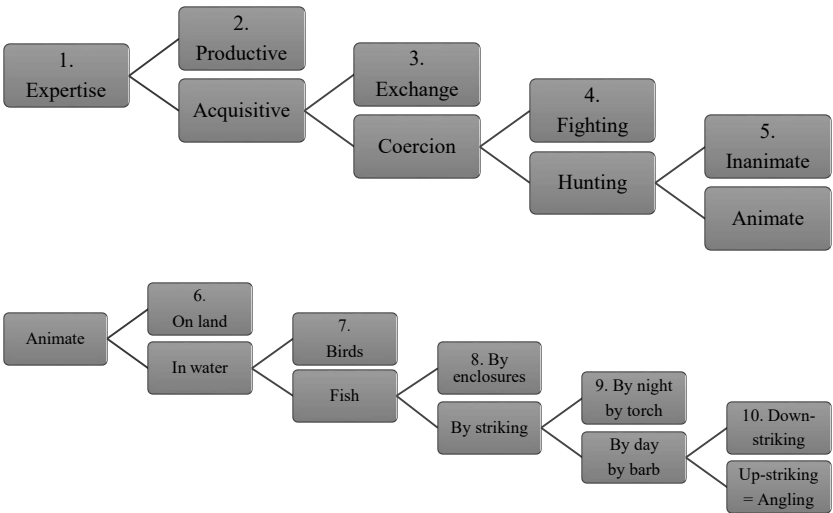 1.
Expertise
2.
Productive
Acquisitive
3.
Exchange
Coercion
4.
Fighting
Hunting
5.
Inanimate
Animate
Animate
6.
On land
In water
7.
Birds
Fish
8. By
enclosures
By striking
9. By night
by torch
By day
by barb
10. Down-
striking
Up-striking
= Angling